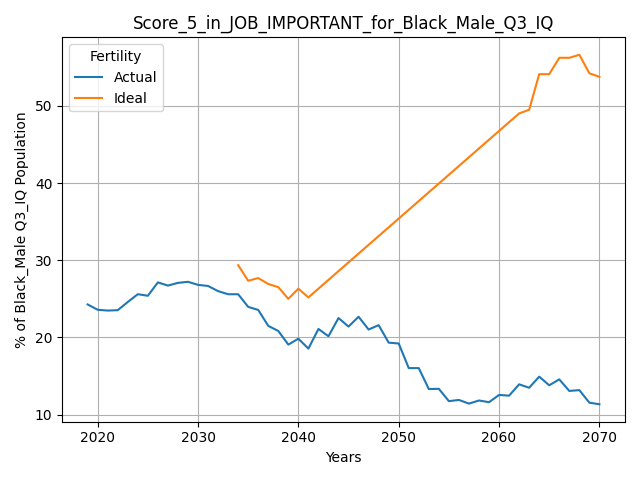 Score_5_in_JOB_IMPORTANT_for_Black_Male_Q3_IQ
Fertility
Actual
Ideal
% of Black_Male Q3_IQ Population
50
40
30
20
10
2020 2030 2040 2050 2060 2070
Years